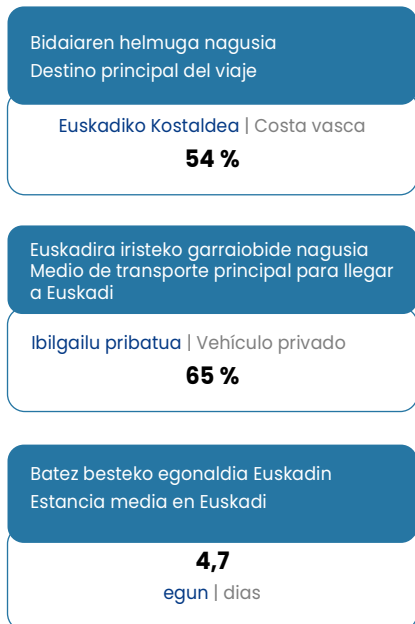 Bidaiaren helmuga nagusia
Destino principal del viaje
Euskadiko Kostaldea | Costa vasca
54 %
Euskadira iristeko garraiobide nagusia
Medio de transporte principal para llegar
a Euskadi
Ibilgailu pribatua | Vehículo privado
65 %
Batez besteko egonaldia Euskadin
Estancia media en Euskadi
4,7
egun | dias